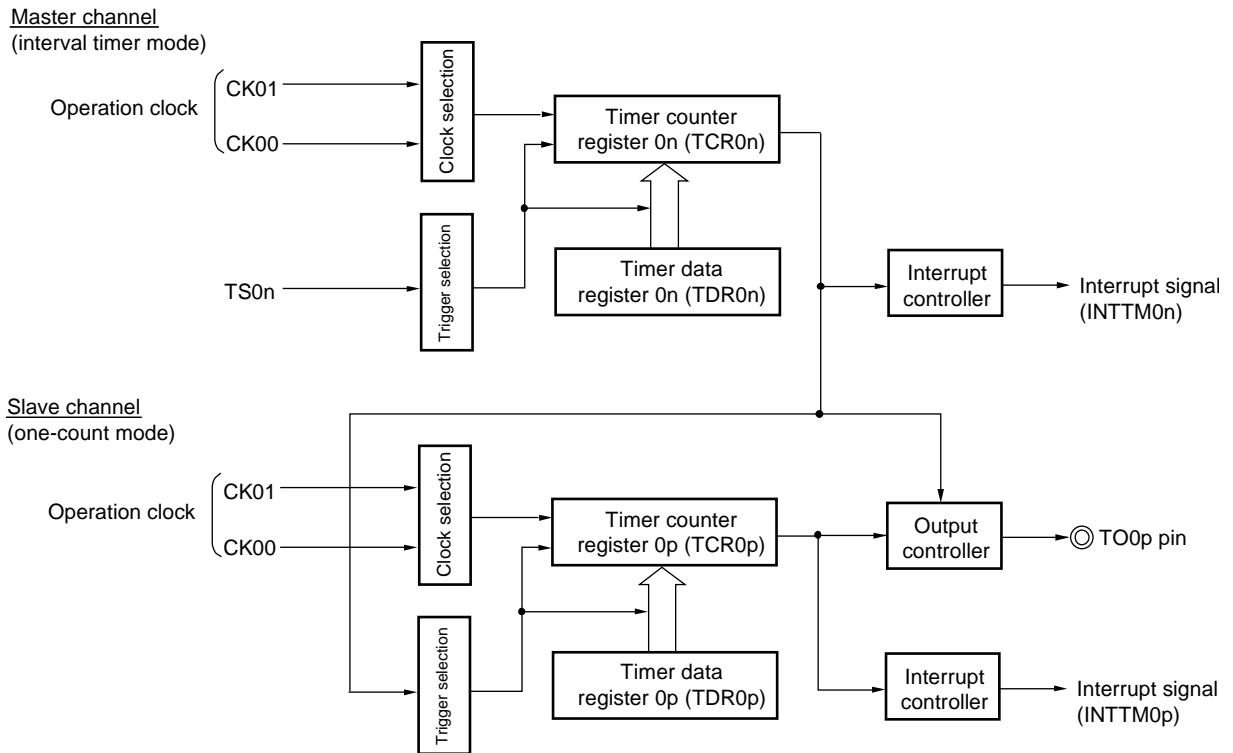 Master channel
(interval timer mode)
Operation clock
CK01
CK00
Clock selection
Timer counter
register 0n (TCR0n)
TS0n
Trigger selection
Timer data
register 0n (TDR0n)
Interrupt
controller
Interrupt signal
(INTTM0n)
Slave channel
(one-count mode)
Operation clock
CK01
CK00
Clock selection
Timer counter
register 0p (TCR0p)
Output
controller
TO0p pin
Trigger selection
Timer data
register 0p (TDR0p)
Interrupt
controller
Interrupt signal
(INTTM0p)